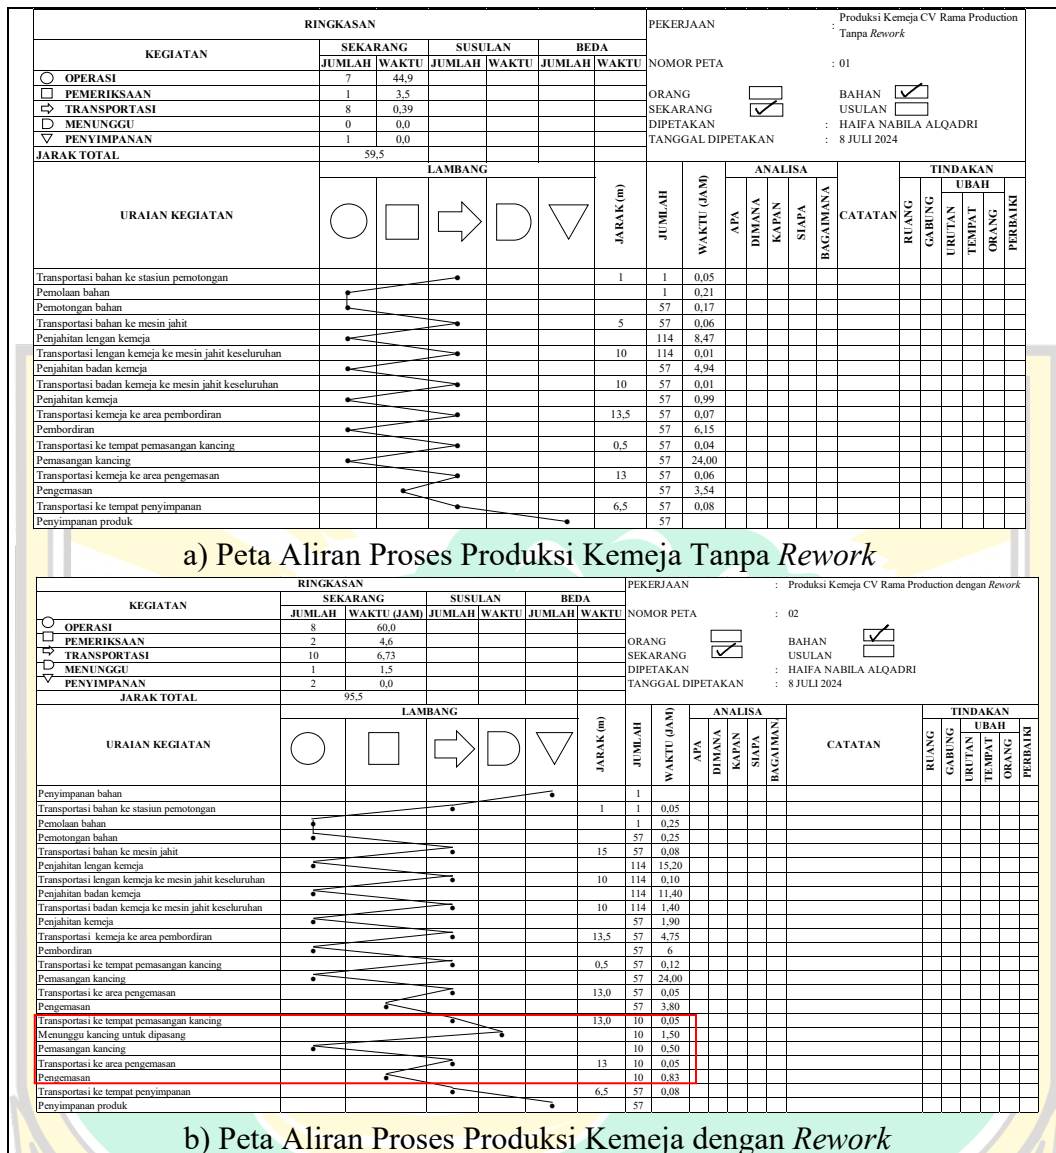 RINGKASAN
PEKERJAAN : Produksi Kemeja CV Rama Production Tanpa Rework
KEGIATAN SEKARANG SUSULAN BEDA
JUMLAH WAKTU JUMLAH WAKTU JUMLAH WAKTU NOMOR PETA : 01
OPERASI 7 44,9
PEMERIKSAAN 1 3,5 ORANG BAHAN
TRANSPORTASI 8 0,39 SEKARANG USULAN
MENUNGGU 0 0,0 DIPETAKAN : HAIFA NABILA ALQADRI
PENYIMPANAN 1 0,0 TANGGAL DIPETAKAN : 8 JULI 2024
JARAK TOTAL 59,5
URAIAN KEGIATAN LAMBANG JARAK (m) JUMLAH WAKTU (JAM) ANALISA CATATAN TINDAKAN
APA DIMANA KAPAN SIAPA BAGAIMANA RUANG GABUNG UBAH PERBAIKI
URUTAN TEMPAT ORANG
Transportasi bahan ke stasiun pemotongan 1 1 0,05
Pemolaan bahan 1 0,21
Pemotongan bahan 57 0,17
Transportasi bahan ke mesin jahit 5 57 0,06
Penjahitan lengan kemeja 114 8,47
Transportasi lengan kemeja ke mesin jahit keseluruhan 10 114 0,01
Penjahitan badan kemeja 57 4,94
Transportasi badan kemeja ke mesin jahit keseluruhan 10 57 0,01
Penjahitan kemeja 57 0,99
Transportasi kemeja ke area pembordiran 13,5 57 0,07
Pembordiran 57 6,15
Transportasi ke tempat pemasangan kancing 0,5 57 0,04
Pemasangan kancing 57 24,00
Transportasi kemeja ke area pengemasan 13 57 0,06
Pengemasan 57 3,54
Transportasi ke tempat penyimpanan 6,5 57 0,08
Penyimpanan produk 57
a) Peta Aliran Proses Produksi Kemeja Tanpa Rework
RINGKASAN PEKERJAAN : Produksi Kemeja CV Rama Production dengan Rework
KEGIATAN SEKARANG SUSULAN BEDA
JUMLAH WAKTU (JAM) JUMLAH WAKTU JUMLAH WAKTU NOMOR PETA : 02
OPERASI 8 60,0
PEMERIKSAAN 2 4,6 ORANG BAHAN
TRANSPORTASI 10 6,73 SEKARANG USULAN
MENUNGGU 1 1,5 DIPETAKAN : HAIFA NABILA ALQADRI
PENYIMPANAN 2 0,0 TANGGAL DIPETAKAN : 8 JULI 2024
JARAK TOTAL 95,5
URAIAN KEGIATAN LAMBANG JARAK (m) JUMLAH WAKTU (JAM) ANALISA CATATAN TINDAKAN
APA DIMANA KAPAN SIAPA BAGAIMAN. RUANG GABUNG UBAH PERBAIKI
URUTAN TEMPAT ORANG
Penyimpanan bahan 1
Transportasi bahan ke stasiun pemotongan 1 1 0,05
Pemolaan bahan 1 0,25
Pemotongan bahan 57 0,25
Transportasi bahan ke mesin jahit 15 57 0,08
Penjahitan lengan kemeja 114 15,20
Transportasi lengan kemeja ke mesin jahit keseluruhan 10 114 0,10
Penjahitan badan kemeja 114 11,40
Transportasi badan kemeja ke mesin jahit keseluruhan 10 114 1,40
Penjahitan kemeja 57 1,90
Transportasi kemeja ke area pembordiran 13,5 57 4,75
Pembordiran 57 6
Transportasi ke tempat pemasangan kancing 0,5 57 0,12
Pemasangan kancing 57 24,00
Transportasi ke area pengemasan 13,0 57 0,05
Pengemasan 57 3,80
Transportasi ke tempat pemasangan kancing 13,0 10 0,05
Menunggu kancing untuk dipasang 10 1,50
Pemasangan kancing 10 0,50
Transportasi ke area pengemasan 13 10 0,05
Pengemasan 10 0,83
Transportasi ke tempat penyimpanan 6,5 57 0,08
Penyimpanan produk 57
b) Peta Aliran Proses Produksi Kemeja dengan Rework